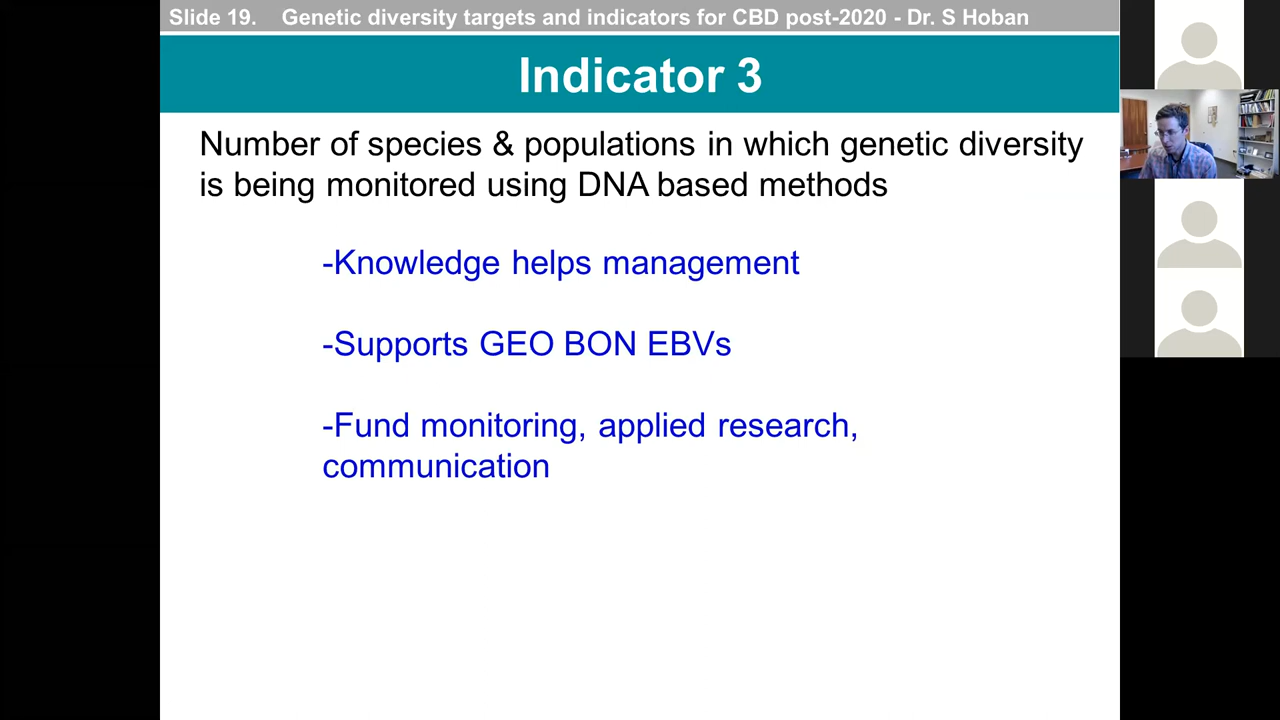 Slide 19. Genetic diversity targets and indicators for CBD post-2020 - Dr. S Hoban
Indicator 3
Number of species & populations in which genetic diversity
is being monitored using DNA based methods
-Knowledge helps management
-Supports GEO BON EBVs
-Fund monitoring, applied research,
communication